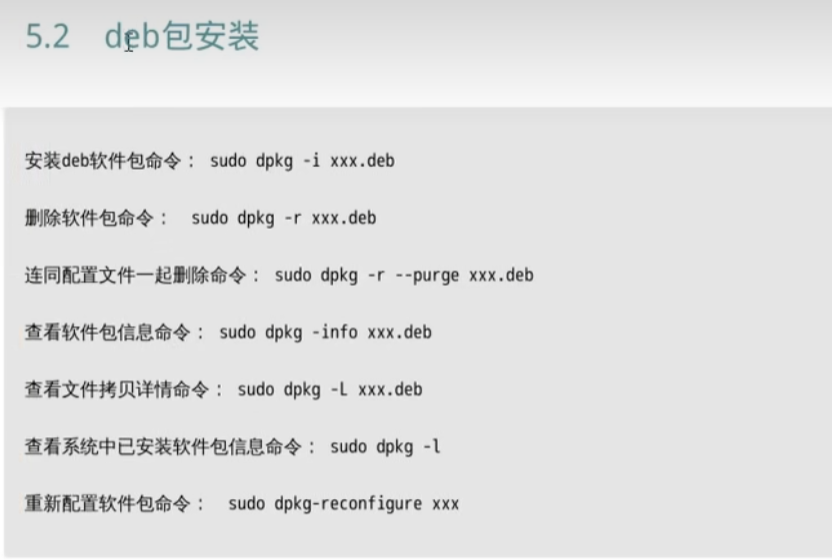 5.2 deb包安装
安装deb软件包命令： sudo dpkg -i xxx.deb
删除软件包命令： sudo dpkg -r xxx.deb
连同配置文件一起删除命令： sudo dpkg -r --purge xxx.deb
查看软件包信息命令： sudo dpkg -info xxx.deb
查看文件拷贝详情命令： sudo dpkg -L xxx.deb
查看系统中已安装软件包信息命令： sudo dpkg -l
重新配置软件包命令： sudo dpkg-reconfigure xxx